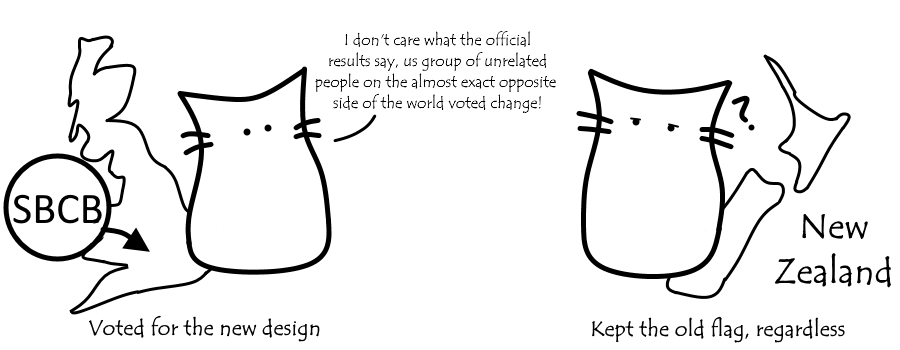 I don't care what the official
results say, us group of unrelated
people on the almost exact opposite
side of the world voted change!
?
SBCB
New
Zealand
Voted for the new design
Kept the old flag, regardless